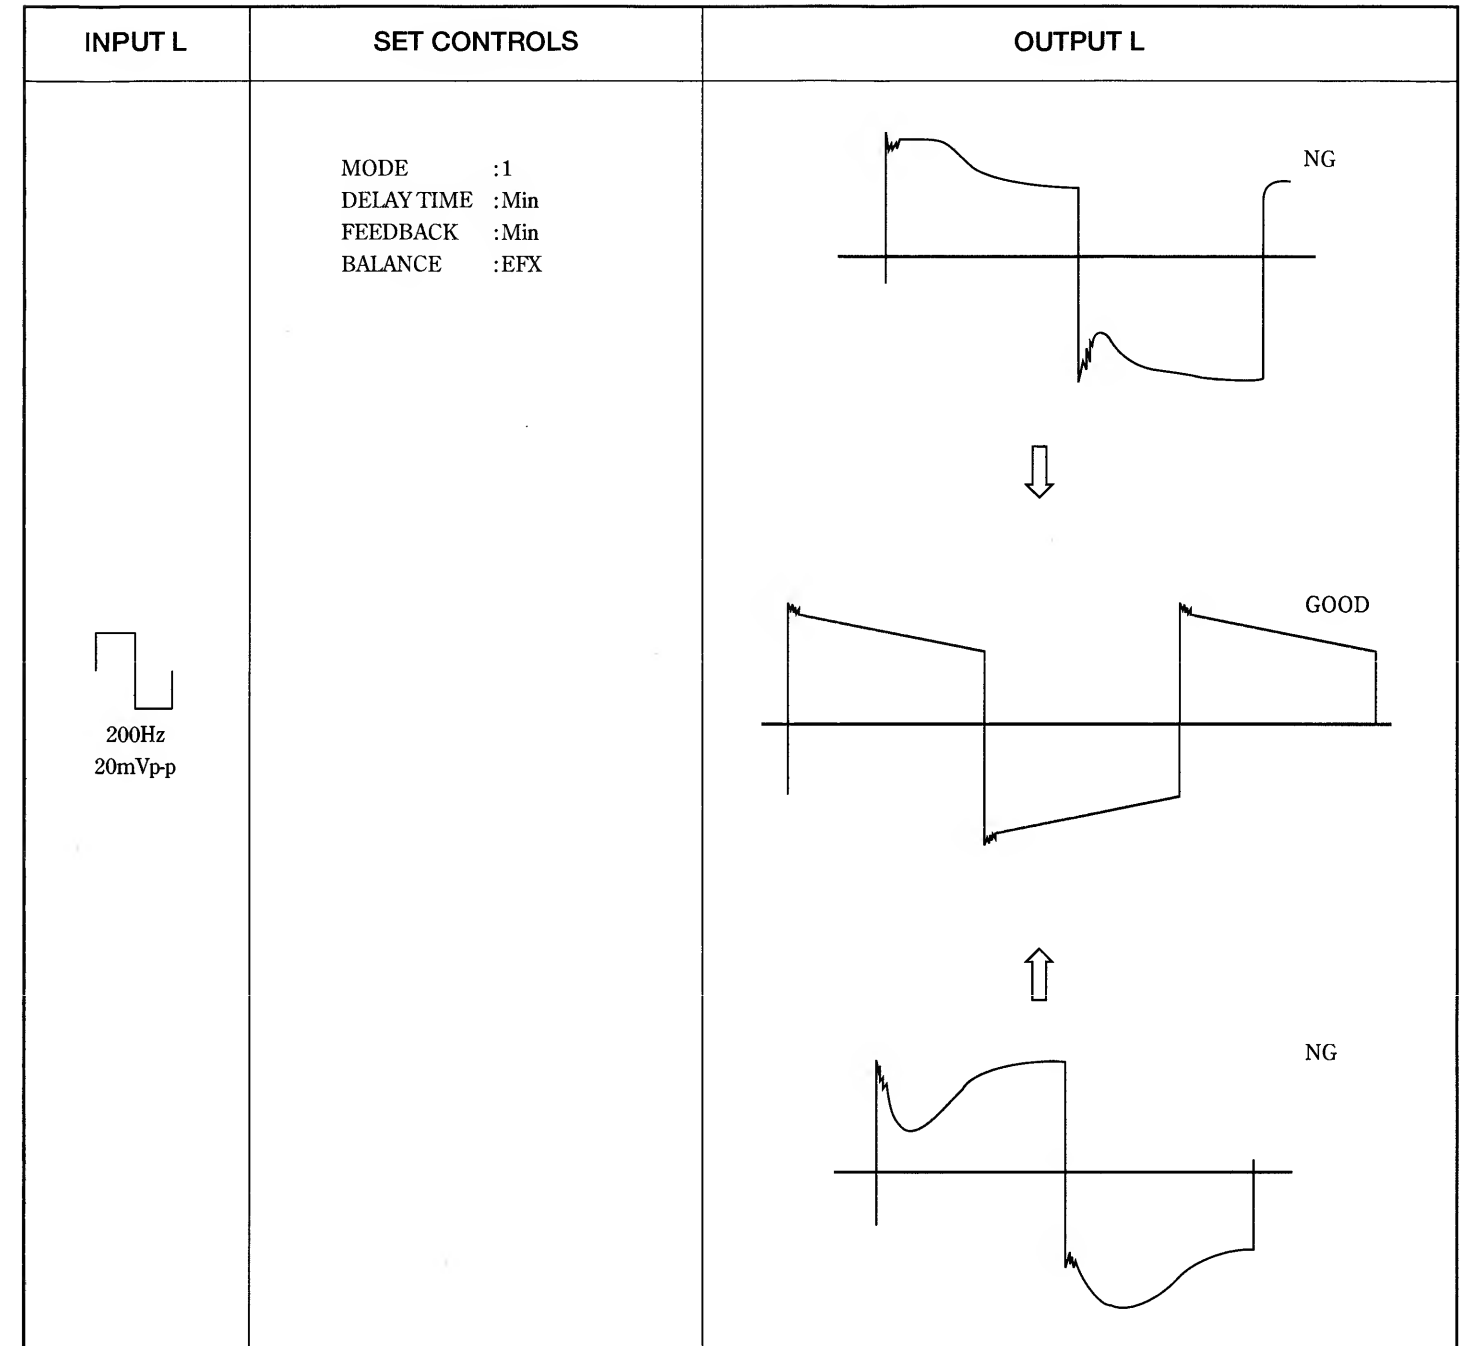 INPUT L
SET CONTROLS
OUTPUT L
MODE :1
DELAY TIME :Min
FEEDBACK :Min
BALANCE :EFX
NG
GOOD
200Hz
20mVp-p
NG